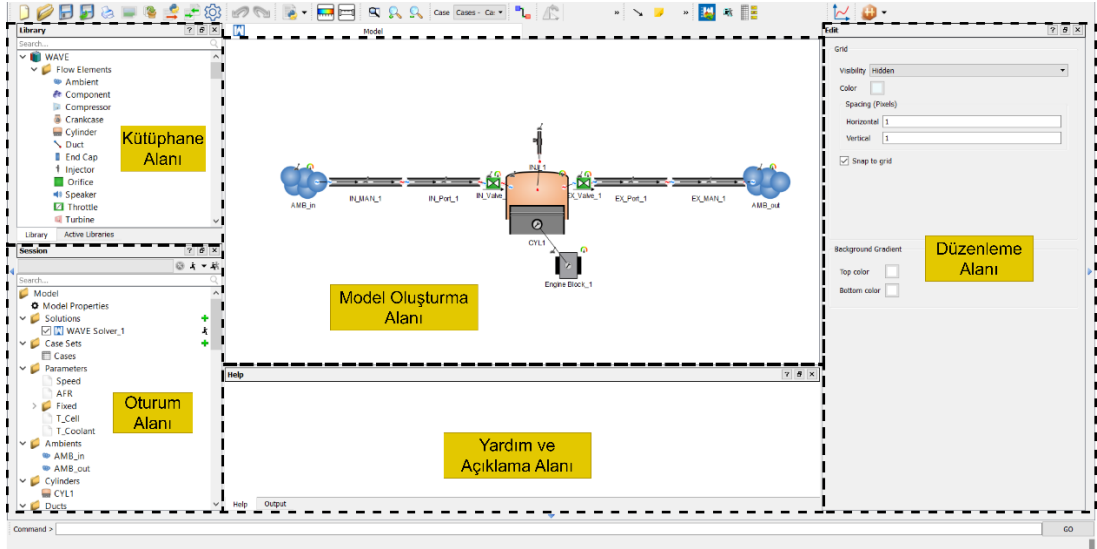 Case Cases - Ca
»
»
Library
Search...
WAVE
Flow Elements
Ambient
Component
Compressor
Crankcase
Cylinder
Duct
End Cap
Injector
Orifice
Speaker
Throttle
Turbine
Kütüphane
Alanı
Library Active Libraries
Session
Search...
Model
Model Properties
Solutions
WAVE Solver_1
Case Sets
Cases
Parameters
Speed
AFR
Fixed
T_Cell
T_Coolant
Ambients
AMB_in
AMB_out
Cylinders
CYL1
Ducts
Oturum
Alanı
Model
INJ_1
AMB_in
IN_MAN_1
IN_Port_1
IN_Valve_
EX_Valve_1
EX_Port_1
EX_MAN_1
AMB_out
CYL1
Engine Block_1
Model Oluşturma
Alanı
Help
Yardım ve
Açıklama Alanı
Help Output
Edit
Grid
Visibility Hidden
Color
Spacing (Pixels)
Horizontal 1
Vertical 1
Snap to grid
Background Gradient
Top color
Bottom color
Düzenleme
Alanı
Command >
GO